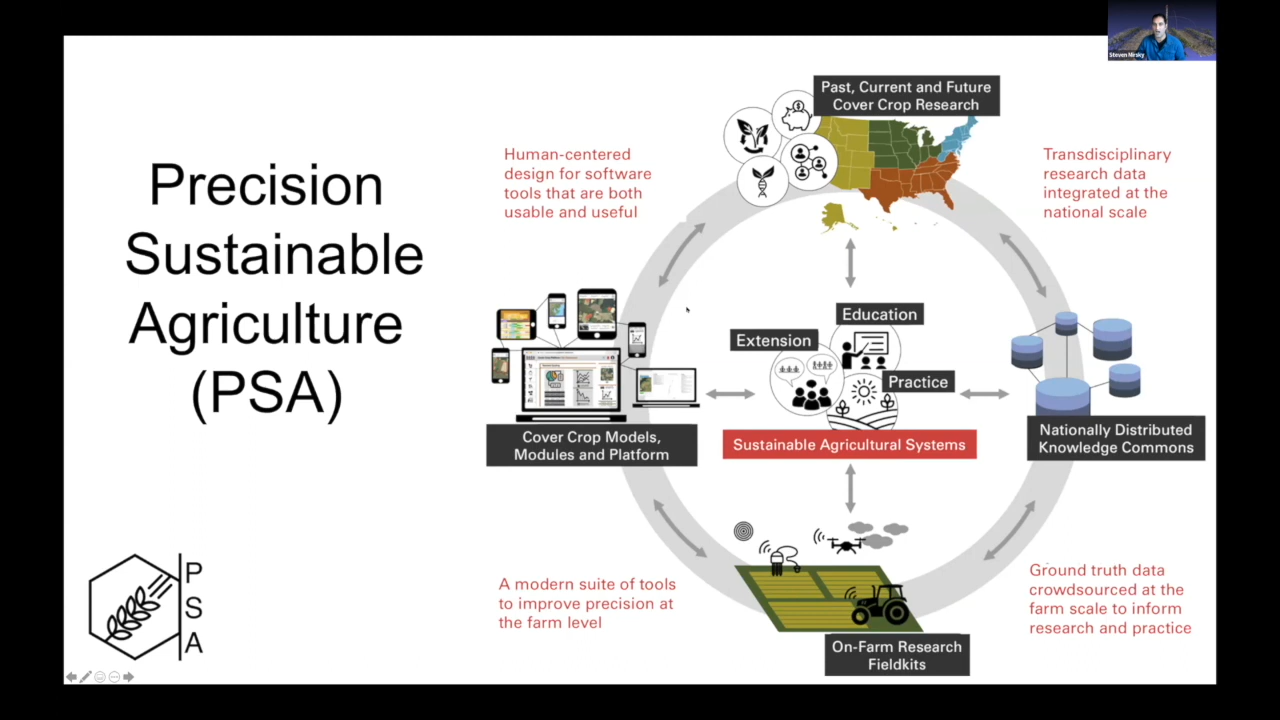 Steven Mirsky
Precision
Sustainable
Agriculture
(PSA)
Past, Current and Future
Cover Crop Research
Human-centered
design for software
tools that are both
usable and useful
Transdisciplinary
research data
integrated at the
national scale
Education
Extension
Practice
Sustainable Agricultural Systems
Cover Crop Models,
Modules and Platform
Nationally Distributed
Knowledge Commons
A modern suite of tools
to improve precision at
the farm level
Ground truth data
crowdsourced at the
farm scale to inform
research and practice
On-Farm Research
Fieldkits
P
S
A